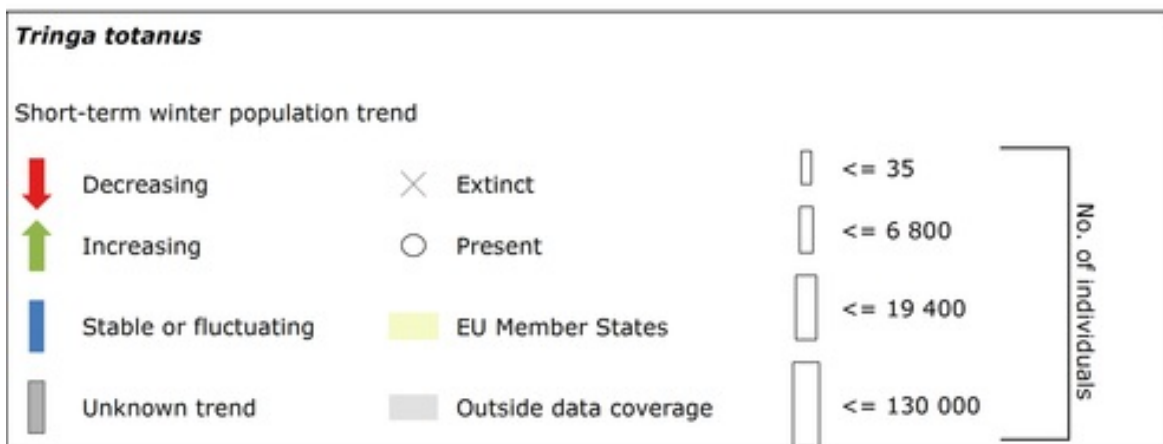 Tringa totanus
Short-term winter population trend
Decreasing
Extinct
<= 35
Increasing
Present
<= 6 800
Stable or fluctuating
EU Member States
<= 19 400
Unknown trend
Outside data coverage
<= 130 000
No. of individuals